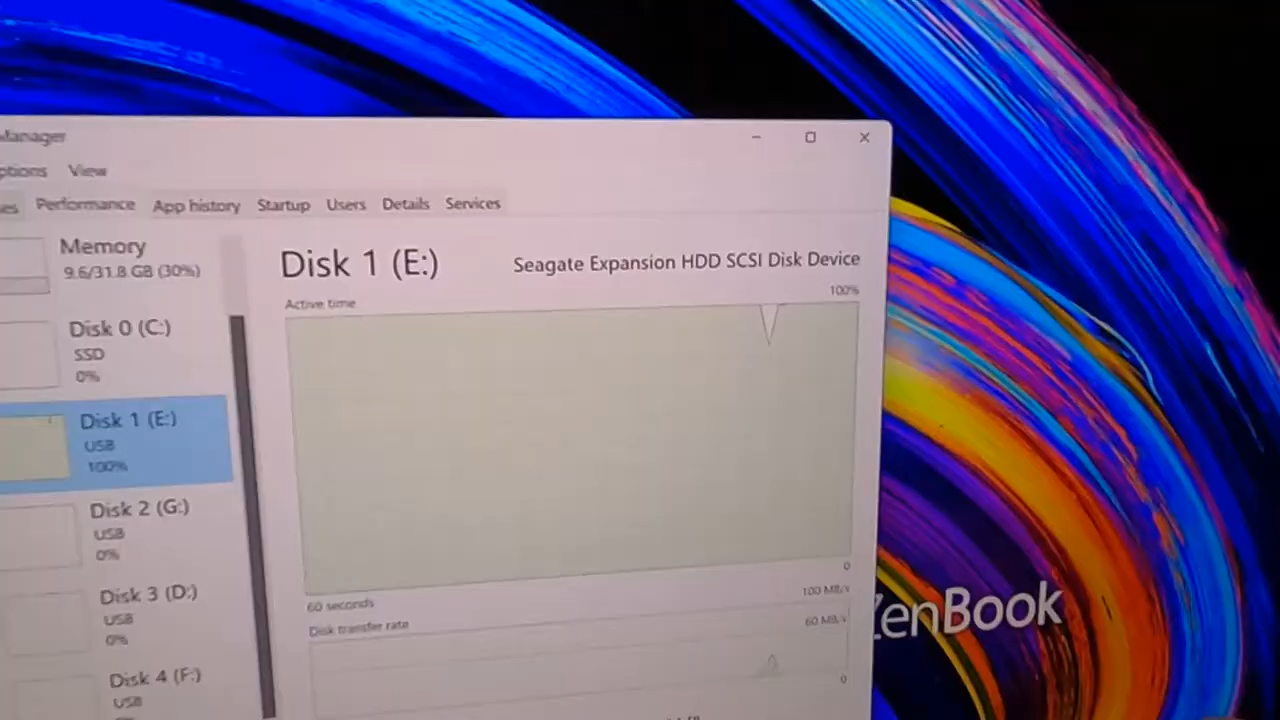 Manager
View
Performance App history Startup Users Details Services
Memory
9.6/31.8 GB (30%)
Disk 0 (C:)
SSD
0%
Disk 1 (E:)
USB
100%
Disk 2 (G:)
USB
0%
Disk 3 (D:)
USB
0%
Disk 4 (F:)
USB
Disk 1 (E:) Seagate Expansion HDD SCSI Disk Device
Active time 100%
60 seconds 0
Disk transfer rate 100 MB/s
60 MB/s
0
ZenBook